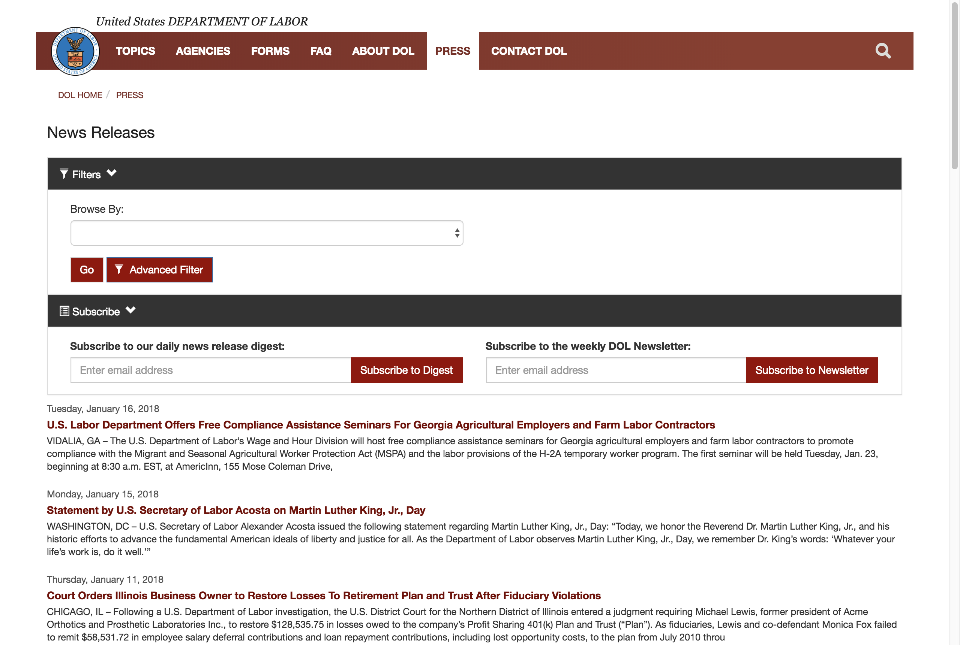 United States DEPARTMENT OF LABOR
TOPICS AGENCIES FORMS FAQ ABOUT DOL PRESS CONTACT DOL
DOL HOME / PRESS
News Releases
Filters
Browse By:
Go Advanced Filter
Subscribe
Subscribe to our daily news release digest: Subscribe to the weekly DOL Newsletter:
Enter email address Subscribe to Digest Enter email address Subscribe to Newsletter
Tuesday, January 16, 2018
U.S. Labor Department Offers Free Compliance Assistance Seminars For Georgia Agricultural Employers and Farm Labor Contractors
VIDALIA, GA – The U.S. Department of Labor's Wage and Hour Division will host free compliance assistance seminars for Georgia agricultural employers and farm labor contractors to promote
compliance with the Migrant and Seasonal Agricultural Worker Protection Act (MSPA) and the labor provisions of the H-2A temporary worker program. The first seminar will be held Tuesday, Jan. 23,
beginning at 8:30 a.m. EST, at AmericInn, 155 Mose Coleman Drive,
Monday, January 15, 2018
Statement by U.S. Secretary of Labor Acosta on Martin Luther King, Jr., Day
WASHINGTON, DC – U.S. Secretary of Labor Alexander Acosta issued the following statement regarding Martin Luther King, Jr., Day: “Today, we honor the Reverend Dr. Martin Luther King, Jr., and his
historic efforts to advance the fundamental American ideals of liberty and justice for all. As the Department of Labor observes Martin Luther King, Jr., Day, we remember Dr. King's words: ‘Whatever your
life's work is, do it well.’”
Thursday, January 11, 2018
Court Orders Illinois Business Owner to Restore Losses To Retirement Plan and Trust After Fiduciary Violations
CHICAGO, IL – Following a U.S. Department of Labor investigation, the U.S. District Court for the Northern District of Illinois entered a judgment requiring Michael Lewis, former president of Acme
Orthotics and Prosthetic Laboratories Inc., to restore $128,535.75 in losses owed to the company's Profit Sharing 401(k) Plan and Trust (“Plan”). As fiduciaries, Lewis and co-defendant Monica Fox failed
to remit $58,531.72 in employee salary deferral contributions and loan repayment contributions, including lost opportunity costs, to the plan from July 2010 throu